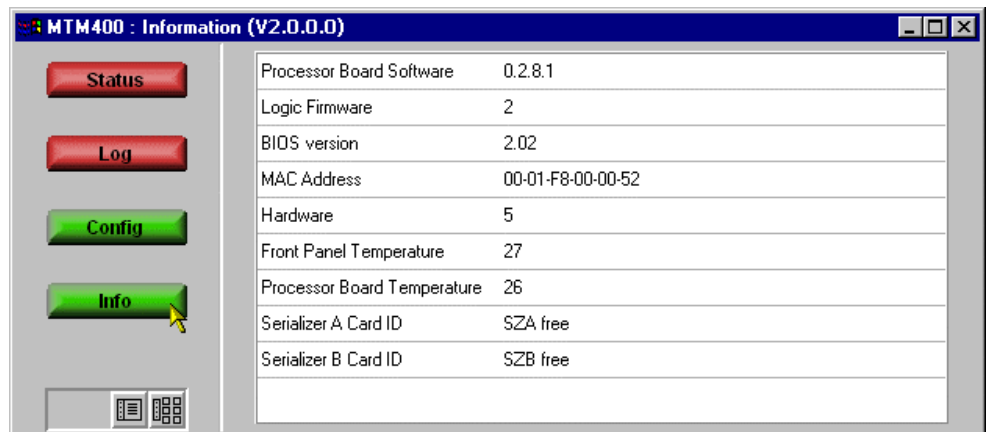 MTM400 : Information (V2.0.0.0)
Status
Log
Config
Info
Processor Board Software 0.2.8.1
Logic Firmware 2
BIOS version 2.02
MAC Address 00-01-F8-00-00-52
Hardware 5
Front Panel Temperature 27
Processor Board Temperature 26
Serializer A Card ID SZA free
Serializer B Card ID SZB free